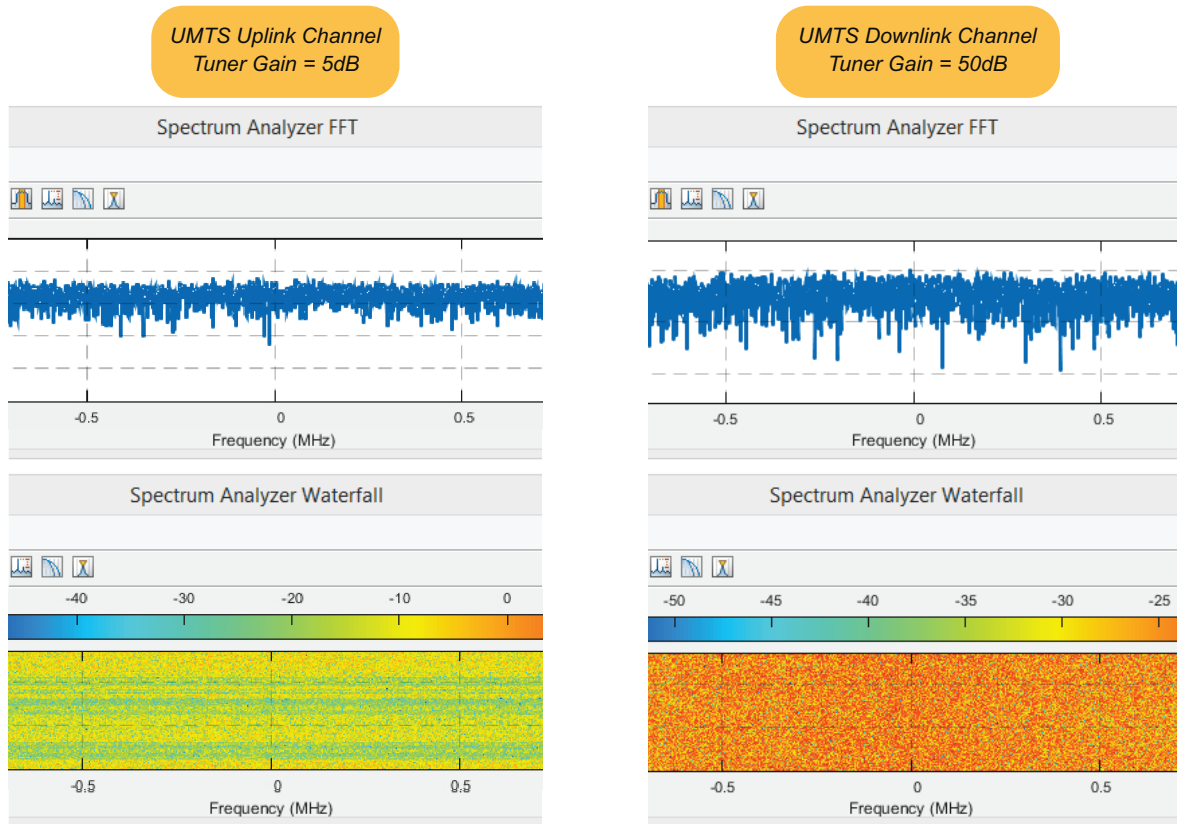 UMTS Uplink Channel
Tuner Gain = 5dB
UMTS Downlink Channel
Tuner Gain = 50dB
Spectrum Analyzer FFT
-0.5 0 0.5
Frequency (MHz)
Spectrum Analyzer FFT
-0.5 0 0.5
Frequency (MHz)
Spectrum Analyzer Waterfall
-40 -30 -20 -10 0
-0.5 0 0.5
Frequency (MHz)
Spectrum Analyzer Waterfall
-50 -45 -40 -35 -30 -25
-0.5 0 0.5
Frequency (MHz)